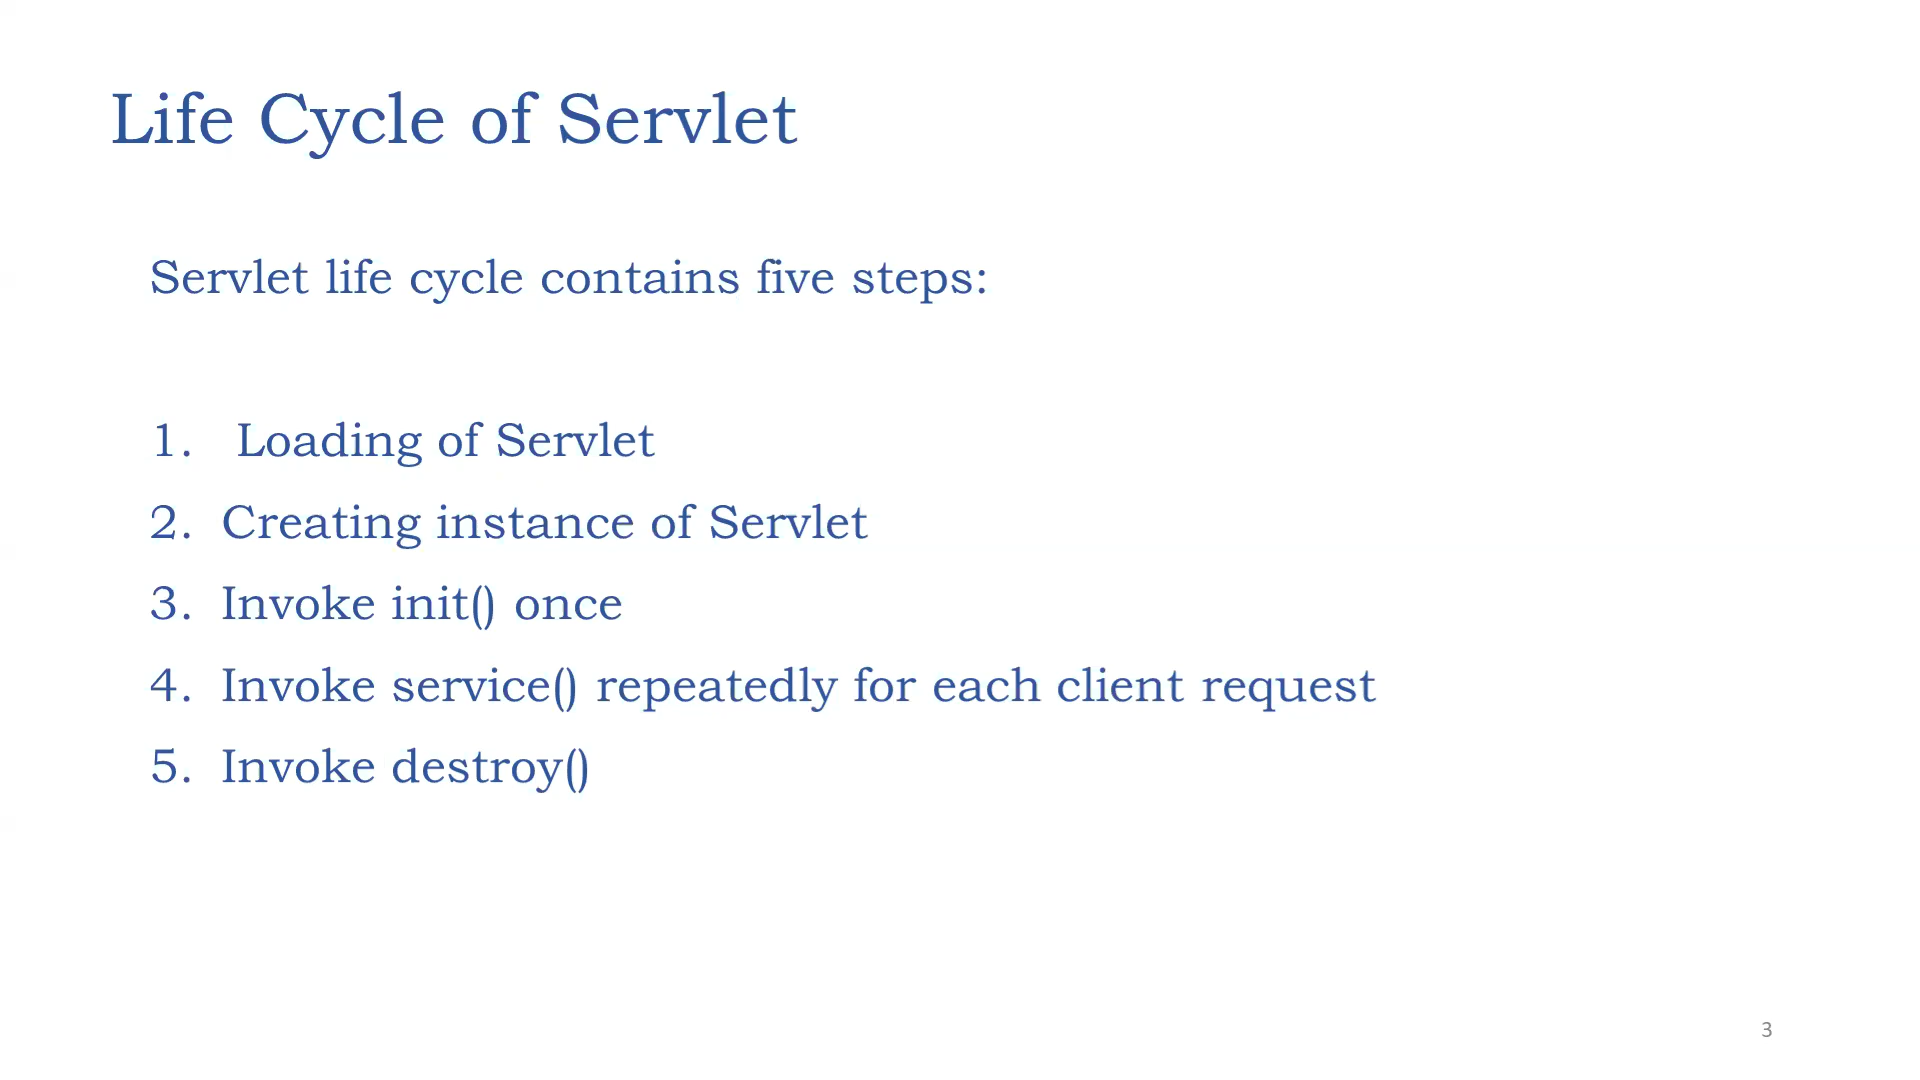 Life Cycle of Servlet
Servlet life cycle contains five steps:
1. Loading of Servlet
2. Creating instance of Servlet
3. Invoke init() once
4. Invoke service() repeatedly for each client request
5. Invoke destroy()
3